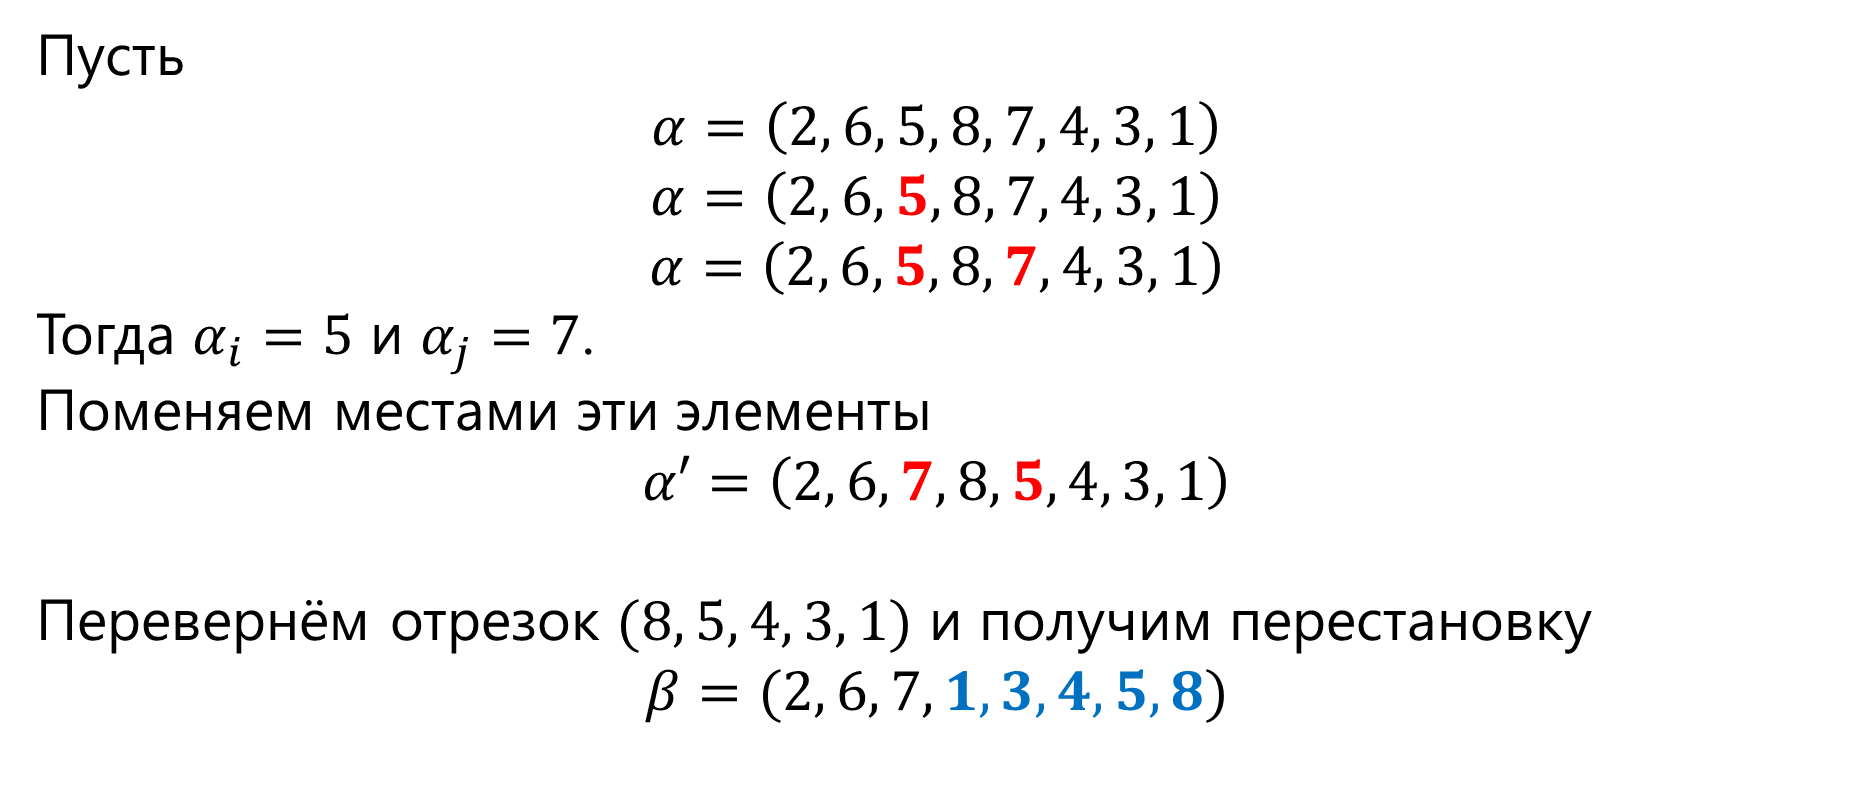 Пусть
α = (2, 6, 5, 8, 7, 4, 3, 1)
α = (2, 6, 5, 8, 7, 4, 3, 1)
α = (2, 6, 5, 8, 7, 4, 3, 1)
Тогда αᵢ = 5 и αⱼ = 7.
Поменяем местами эти элементы
α′ = (2, 6, 7, 8, 5, 4, 3, 1)
Перевернём отрезок (8, 5, 4, 3, 1) и получим перестановку
β = (2, 6, 7, 1, 3, 4, 5, 8)